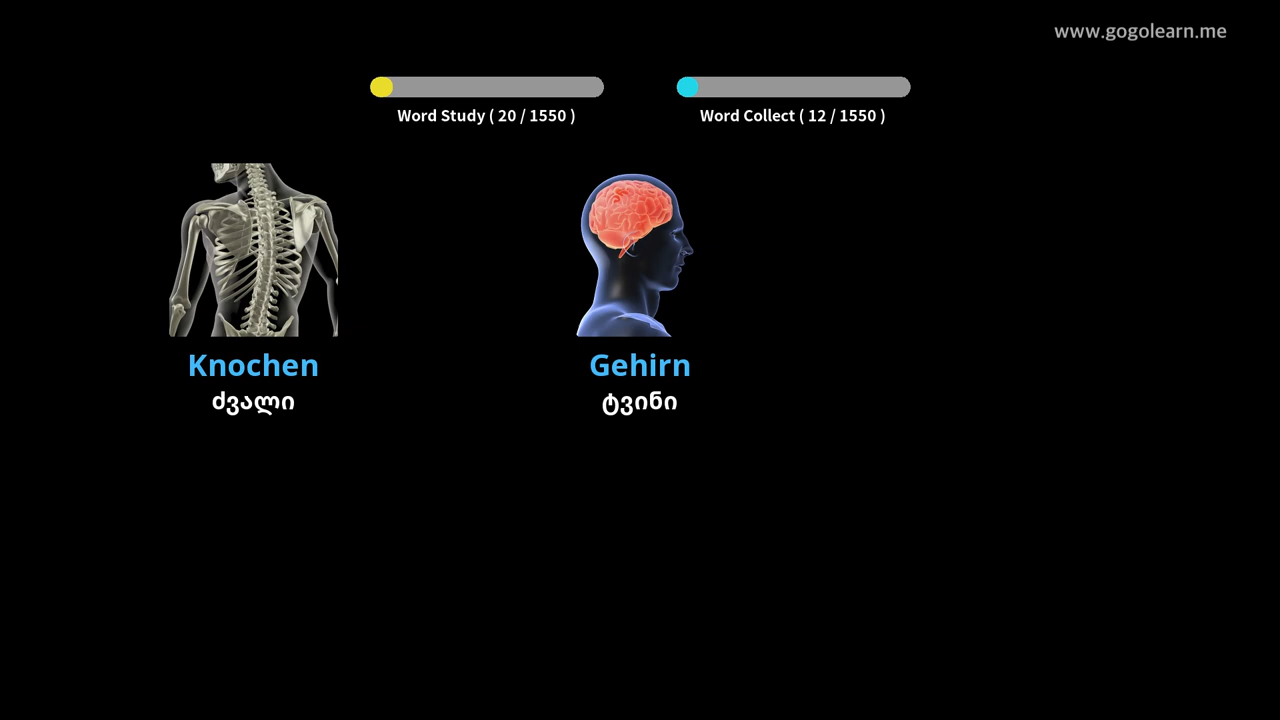 www.gogolearn.me
Word Study ( 20 / 1550 )
Word Collect ( 12 / 1550 )
Knochen
ძვალი
Gehirn
ტვინი